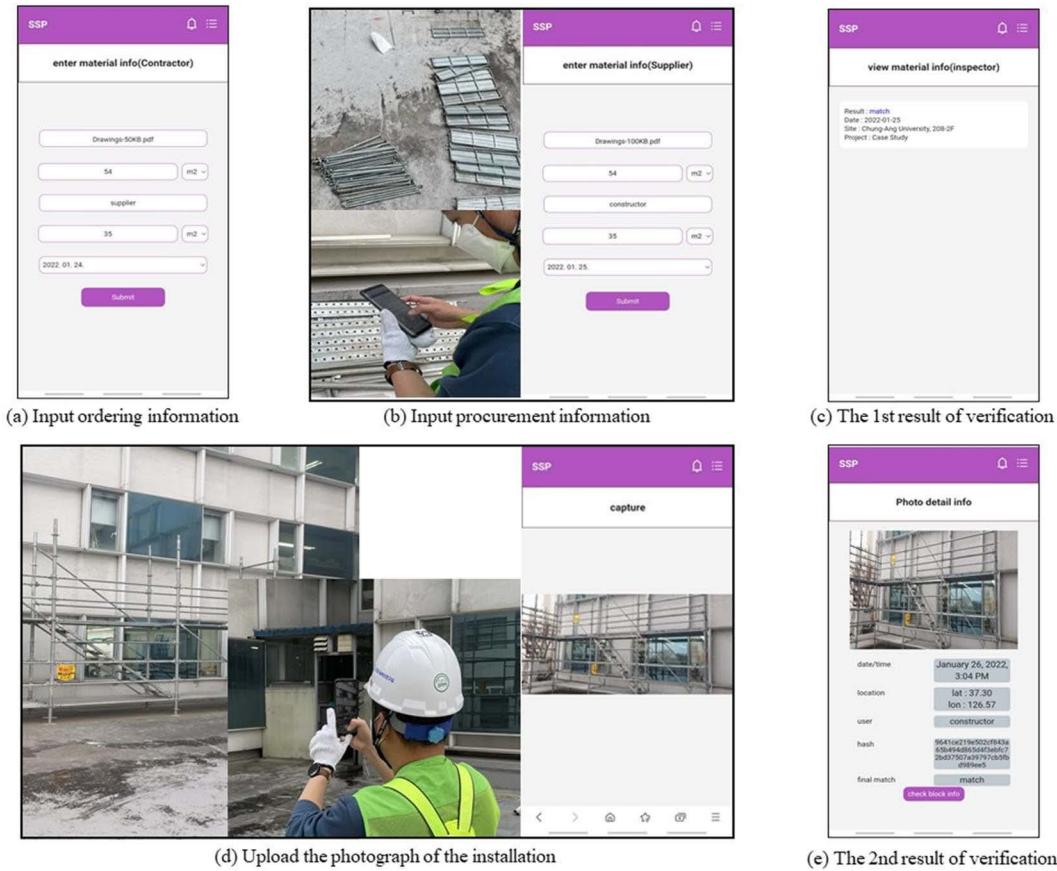 SSP
enter material info(Contractor)
Drawings-50KB.pdf
54
m2
supplier
35
m2
2022. 01. 24.
Submit
(a) Input ordering information
SSP
enter material info(Supplier)
Drawings-100KB.pdf
54
m2
constructor
35
m2
2022. 01. 25.
Submit
(b) Input procurement information
SSP
view material info(inspector)
Result : match
Date : 2022-01-25
Site : Chung-Ang University, 208-2F
Project : Case Study
(c) The 1st result of verification
SSP
capture
(d) Upload the photograph of the installation
SSP
Photo detail info
date/time
January 26, 2022,
3:04 PM
location
lat : 37.30
lon : 126.57
user
constructor
hash
9641ce219e502cf843a
65b494d865d4f3ebfc7
2bd37507a39797cb5fb
d989ee5
final match
match
check block info
(e) The 2nd result of verification